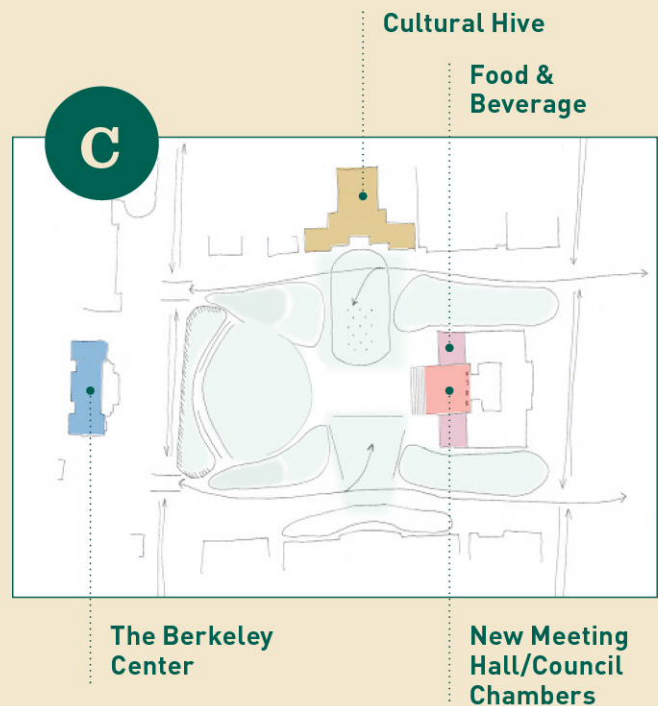 Cultural Hive
Food &
Beverage
C
The Berkeley
Center
New Meeting
Hall/Council
Chambers